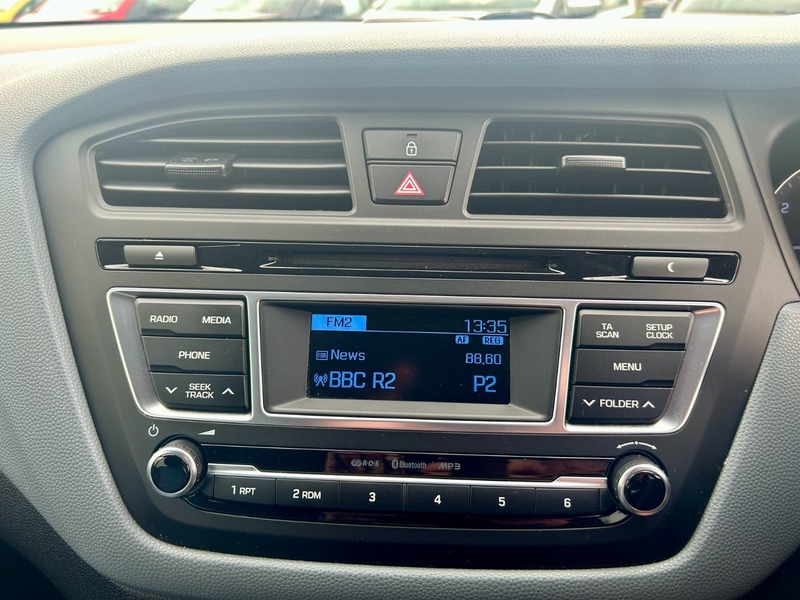 FM2 13:35
AF REG
News 88.60
BBC R2 P2
RADIO MEDIA
PHONE
SEEK
TRACK
TA
SCAN
SETUP
CLOCK
MENU
FOLDER
R·D·S Bluetooth MP3
1 RPT 2 RDM 3 4 5 6
2